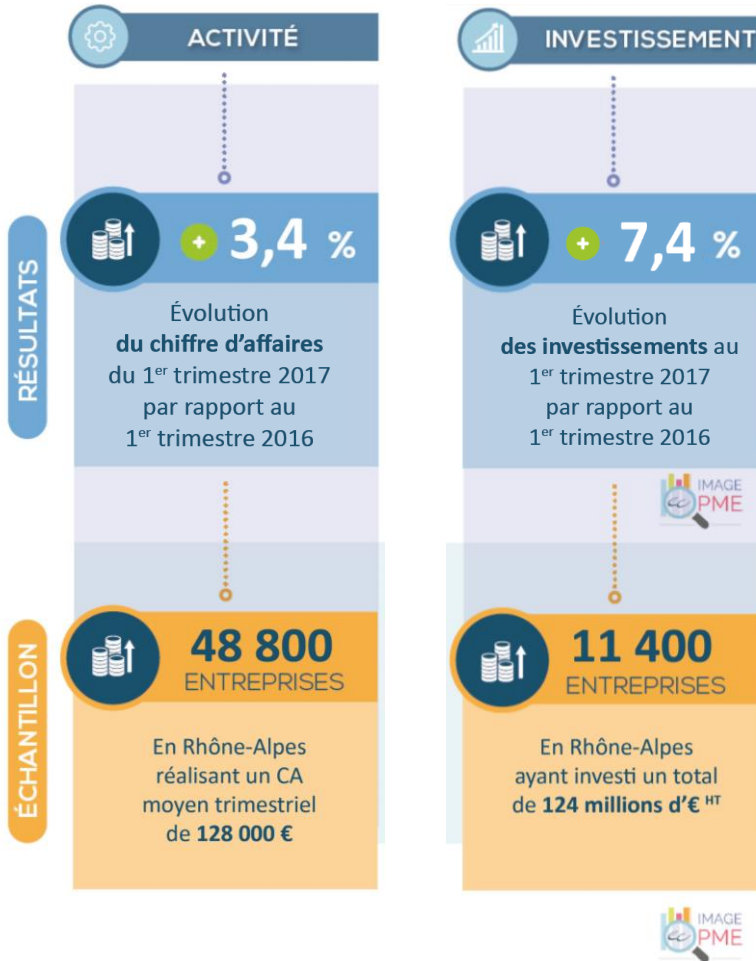 ACTIVITÉ
RÉSULTATS
+ 3,4 %
Évolution
du chiffre d'affaires
du 1er trimestre 2017
par rapport au
1er trimestre 2016
ÉCHANTILLON
48 800
ENTREPRISES
En Rhône-Alpes
réalisant un CA
moyen trimestriel
de 128 000 €
INVESTISSEMENT
+ 7,4 %
Évolution
des investissements au
1er trimestre 2017
par rapport au
1er trimestre 2016
IMAGE
PME
11 400
ENTREPRISES
En Rhône-Alpes
ayant investi un total
de 124 millions d'€ HT
IMAGE
PME